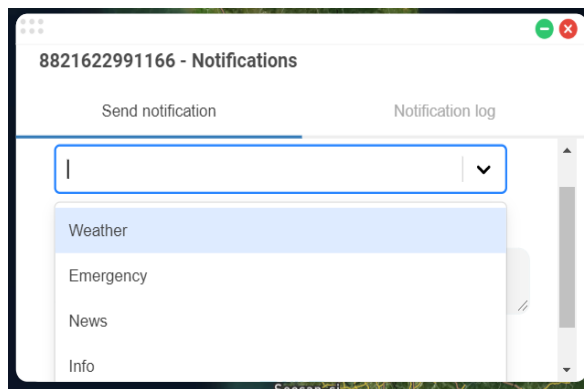 8821622991166 - Notifications
Send notification
Notification log
Weather
Emergency
News
Info